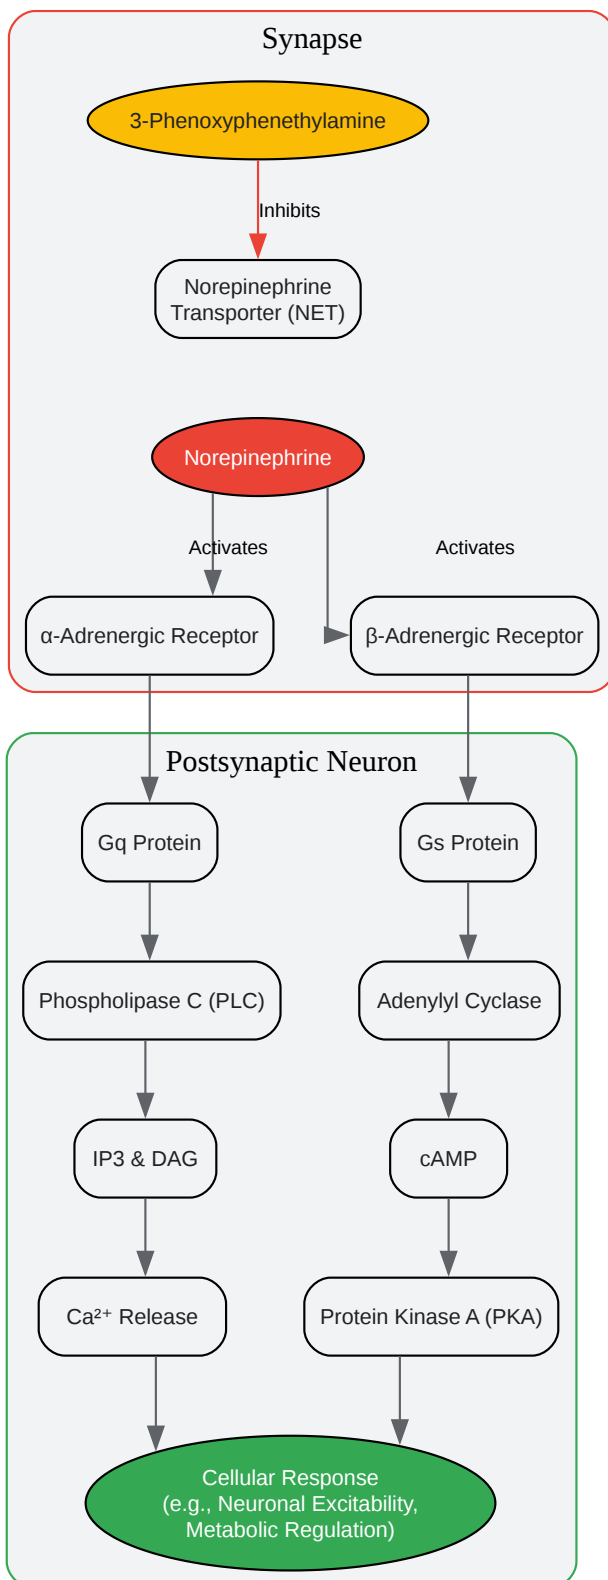 Synapse
3-Phenoxyphenethylamine
Inhibits
Norepinephrine
Transporter (NET)
Norepinephrine
Activates
Activates
α-Adrenergic Receptor
β-Adrenergic Receptor
Postsynaptic Neuron
Gq Protein
Gs Protein
Phospholipase C (PLC)
Adenylyl Cyclase
IP3 & DAG
cAMP
Ca²⁺ Release
Protein Kinase A (PKA)
Cellular Response
(e.g., Neuronal Excitability,
Metabolic Regulation)